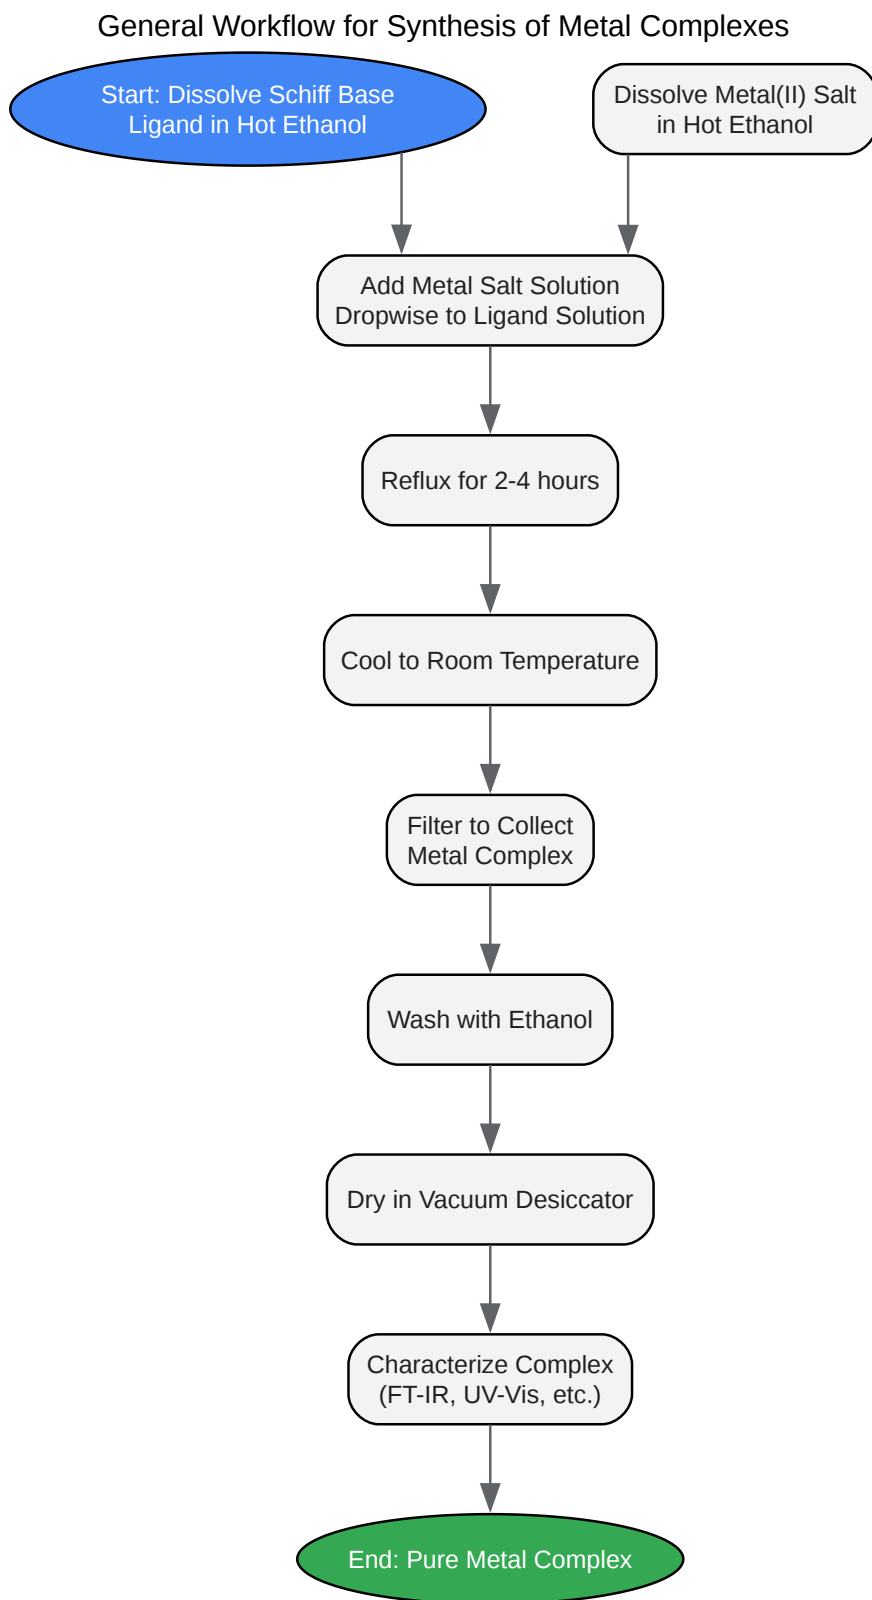 General Workflow for Synthesis of Metal Complexes
Start: Dissolve Schiff Base
Ligand in Hot Ethanol
Dissolve Metal(II) Salt
in Hot Ethanol
Add Metal Salt Solution
Dropwise to Ligand Solution
Reflux for 2-4 hours
Cool to Room Temperature
Filter to Collect
Metal Complex
Wash with Ethanol
Dry in Vacuum Desiccator
Characterize Complex
(FT-IR, UV-Vis, etc.)
End: Pure Metal Complex